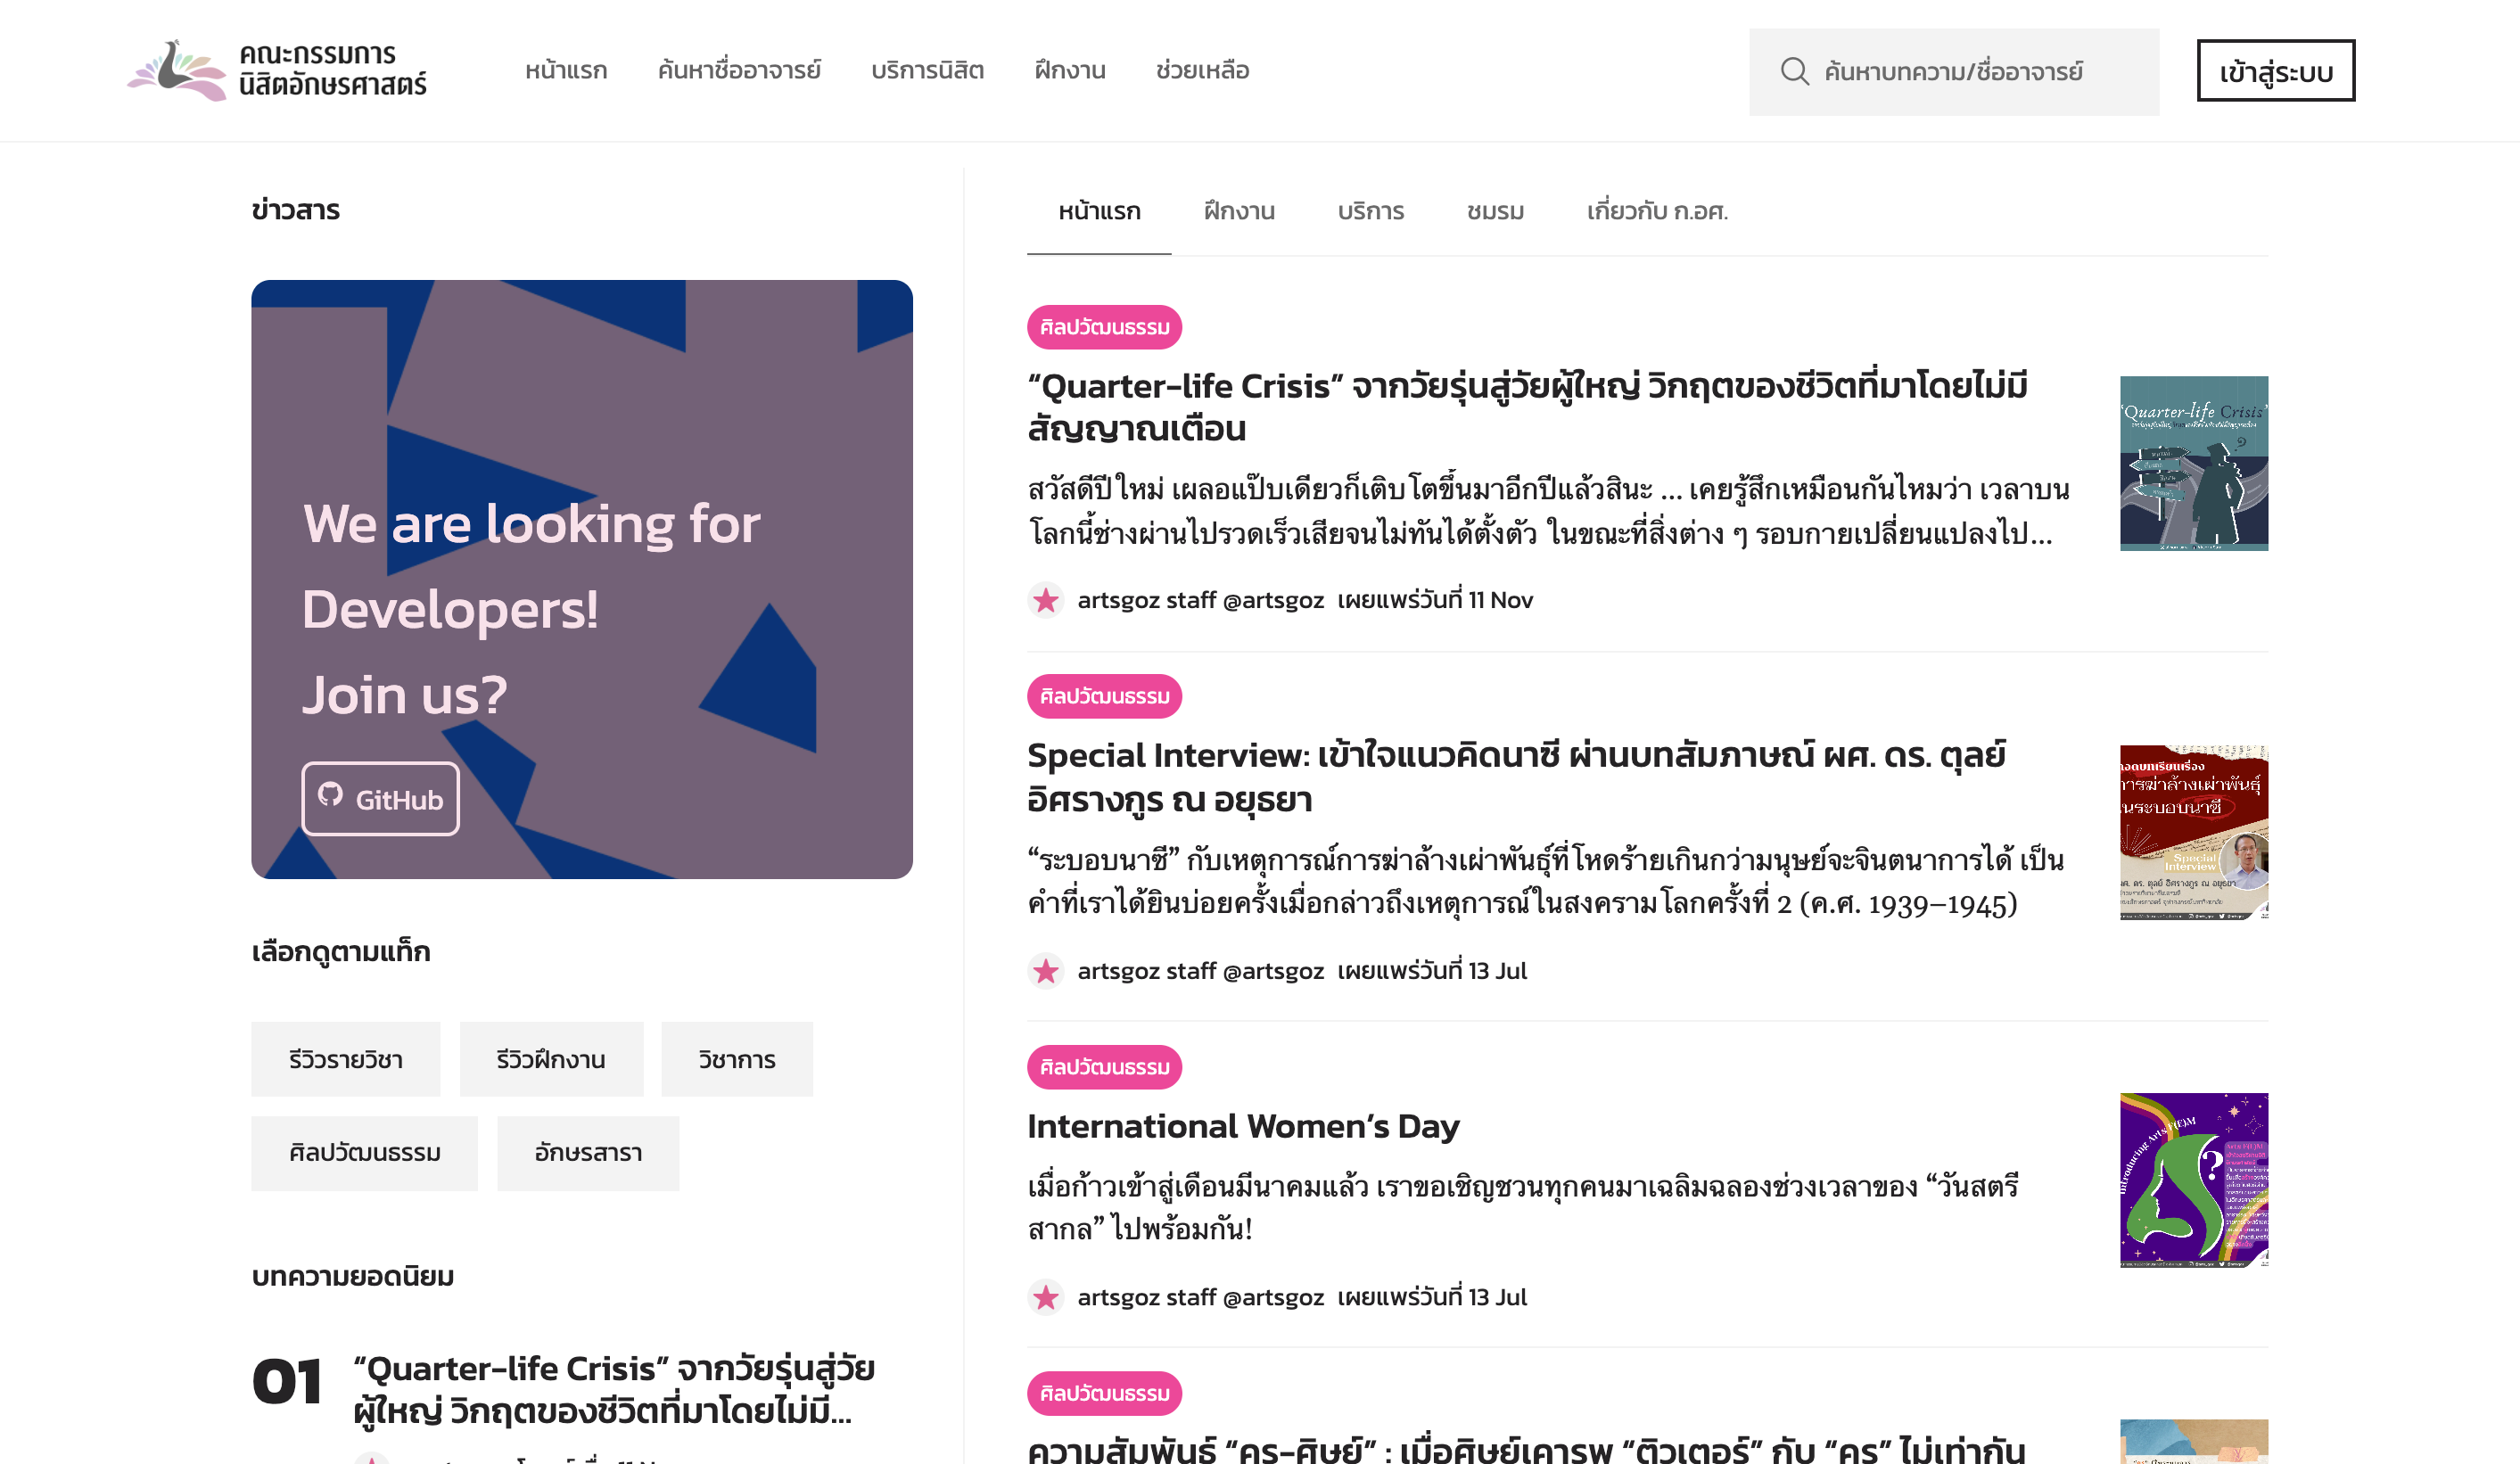 คณะกรรมการ
นิสิตอักษรศาสตร์
หน้าแรก
ค้นหาชื่ออาจารย์
บริการนิสิต
ฝึกงาน
ช่วยเหลือ
ค้นหาบทความ/ชื่ออาจารย์
เข้าสู่ระบบ
ข่าวสาร
We are looking for
Developers!
Join us?
GitHub
เลือกดูตามแท็ก
รีวิวรายวิชา
รีวิวฝึกงาน
วิชาการ
ศิลปวัฒนธรรม
อักษรสารา
บทความยอดนิยม
01
“Quarter-life Crisis” จากวัยรุ่นสู่วัย
ผู้ใหญ่ วิกฤตของชีวิตที่มาโดยไม่มี...
หน้าแรก
ฝึกงาน
บริการ
ชมรม
เกี่ยวกับ ก.อศ.
ศิลปวัฒนธรรม
“Quarter-life Crisis” จากวัยรุ่นสู่วัยผู้ใหญ่ วิกฤตของชีวิตที่มาโดยไม่มี
สัญญาณเตือน
สวัสดีปีใหม่ เผลอแป๊บเดียวก็เติบโตขึ้นมาอีกปีแล้วสินะ ... เคยรู้สึกเหมือนกันไหมว่า เวลาบน
โลกนี้ช่างผ่านไปรวดเร็วเสียจนไม่ทันได้ตั้งตัว ในขณะที่สิ่งต่าง ๆ รอบกายเปลี่ยนแปลงไป...
artsgoz staff @artsgoz เผยแพร่วันที่ 11 Nov
Quarter-life Crisis
ศิลปวัฒนธรรม
Special Interview: เข้าใจแนวคิดนาซี ผ่านบทสัมภาษณ์ ผศ. ดร. ตุลย์
อิศรางกูร ณ อยุธยา
“ระบอบนาซี” กับเหตุการณ์การฆ่าล้างเผ่าพันธุ์ที่โหดร้ายเกินกว่ามนุษย์จะจินตนาการได้ เป็น
คำที่เราได้ยินบ่อยครั้งเมื่อกล่าวถึงเหตุการณ์ในสงครามโลกครั้งที่ 2 (ค.ศ. 1939–1945)
artsgoz staff @artsgoz เผยแพร่วันที่ 13 Jul
การฆ่าล้างเผ่าพันธุ์
Special
Interview
ดร. ตุลย์ อิศรางกูร ณ อยุธยา
ศิลปวัฒนธรรม
International Women’s Day
เมื่อก้าวเข้าสู่เดือนมีนาคมแล้ว เราขอเชิญชวนทุกคนมาเฉลิมฉลองช่วงเวลาของ “วันสตรี
สากล” ไปพร้อมกัน!
artsgoz staff @artsgoz เผยแพร่วันที่ 13 Jul
Introducing Arts F(E)M
?
ศิลปวัฒนธรรม
ความสัมพันธ์ “ครู-ศิษย์” : เมื่อศิษย์เคารพ “ติวเตอร์” กับ “ครู” ไม่เท่ากัน